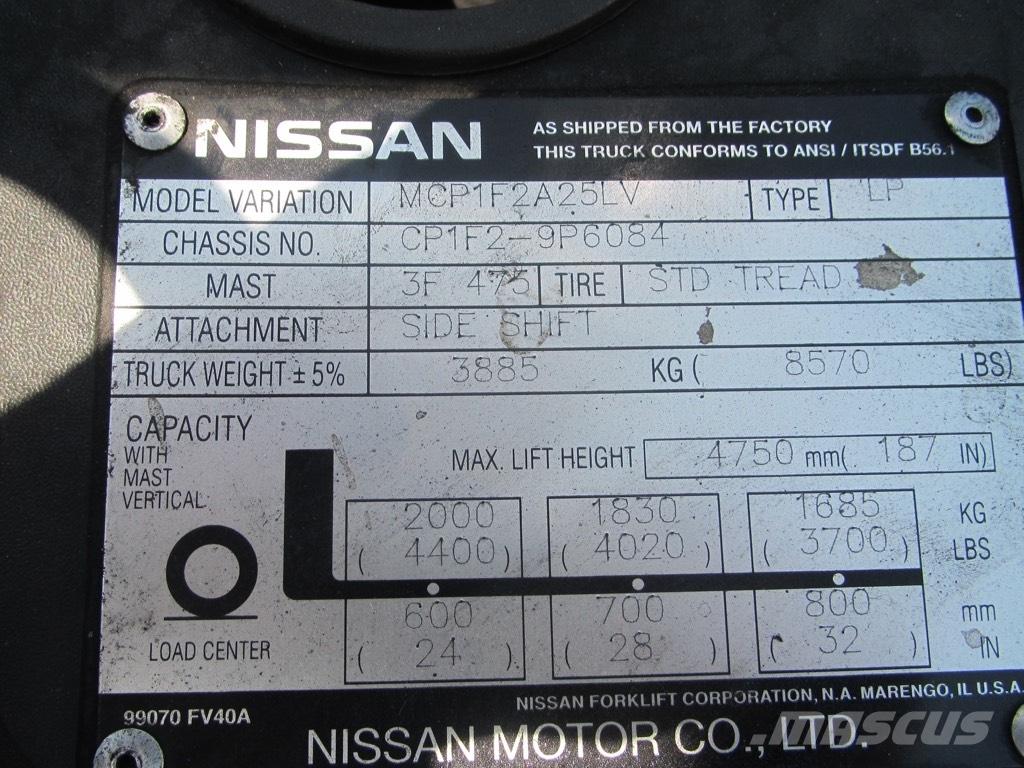 NISSAN
AS SHIPPED FROM THE FACTORY
THIS TRUCK CONFORMS TO ANSI / ITSDF B56.1
MODEL VARIATION MCP1F2A25LV TYPE LP
CHASSIS NO. CP1F2-9P6084
MAST 3F 475 TIRE STD TREAD
ATTACHMENT SIDE SHIFT
TRUCK WEIGHT ± 5% 3885 KG ( 8570 LBS)
CAPACITY
WITH
MAST
VERTICAL
MAX. LIFT HEIGHT 4750 mm( 187 IN)
2000 1830 1685 KG
( 4400 ) ( 4020 ) ( 3700 ) LBS
600 700 800 mm
( 24 ) ( 28 ) ( 32 ) IN
LOAD CENTER
NISSAN FORKLIFT CORPORATION, N.A. MARENGO, IL U.S.A.
99070 FV40A
NISSAN MOTOR CO., LTD.
mascus